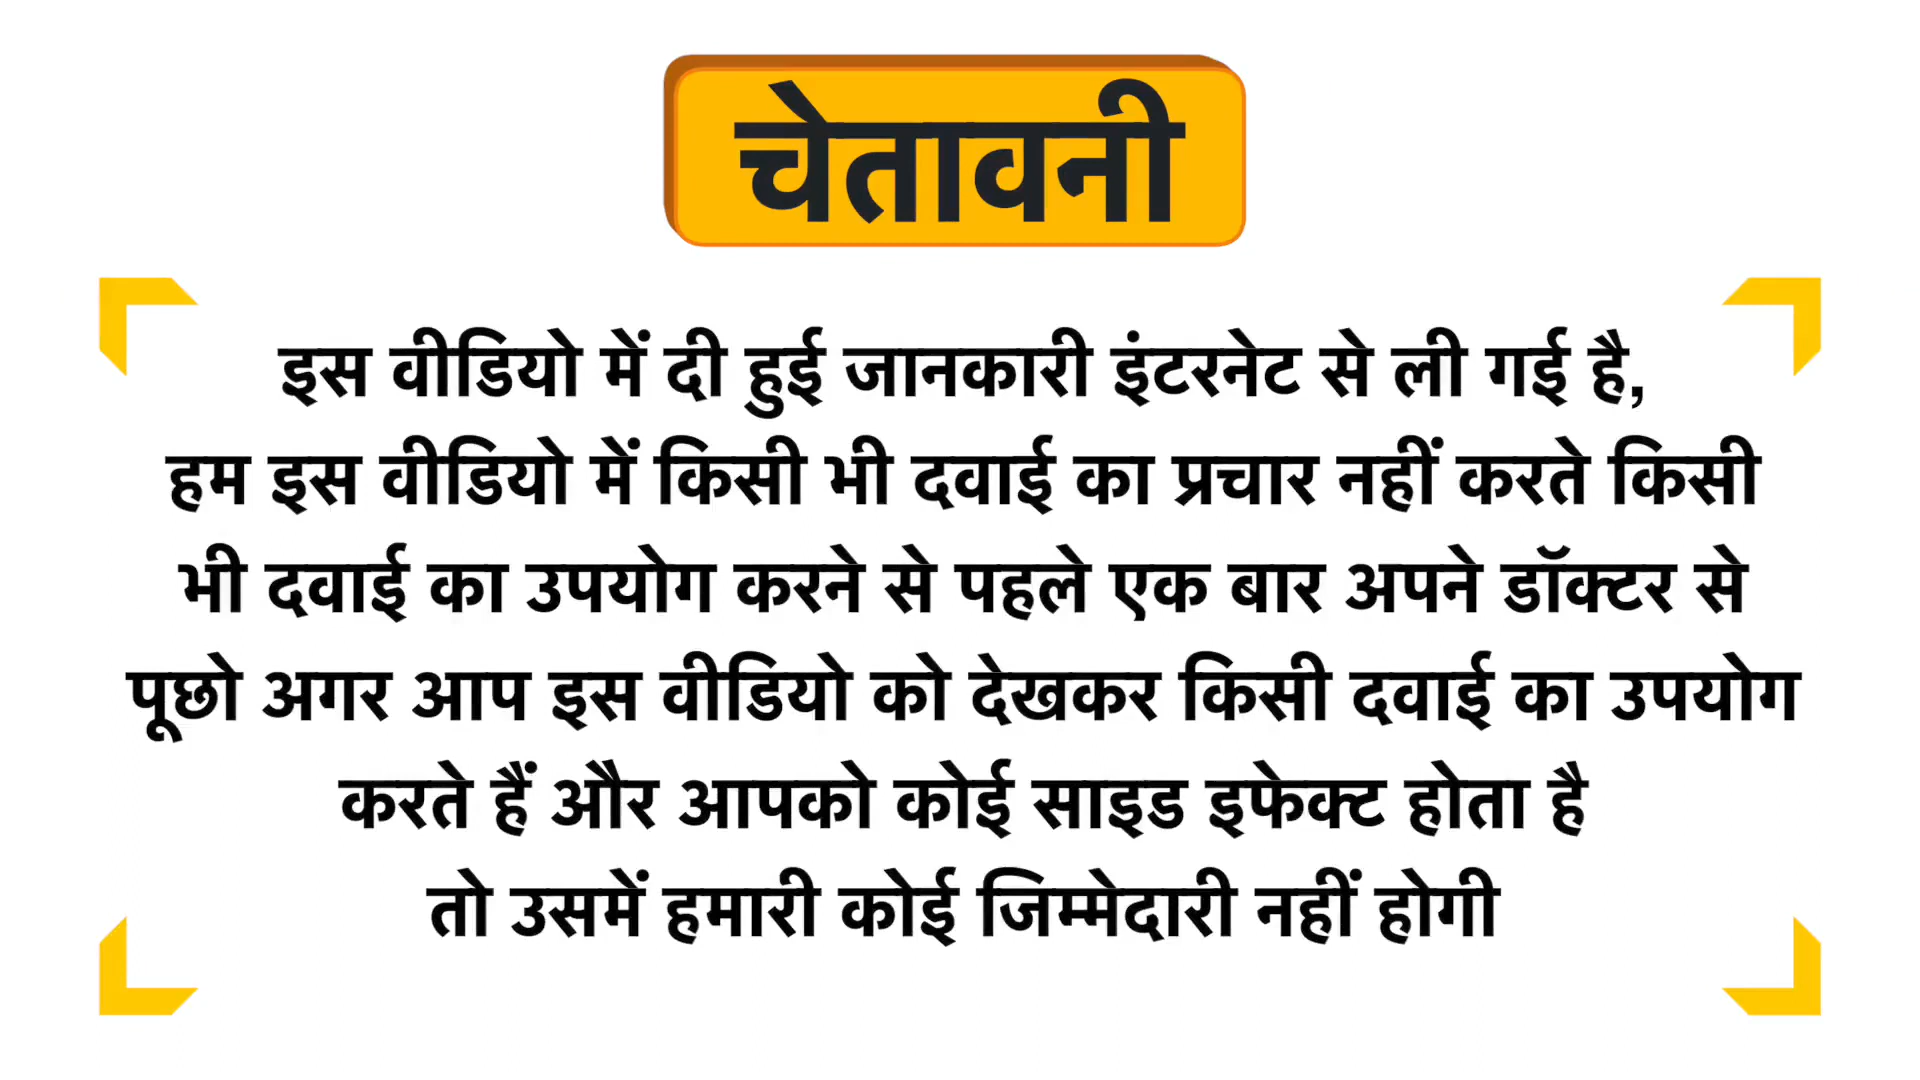 चेतावनी
इस वीडियो में दी हुई जानकारी इंटरनेट से ली गई है,
हम इस वीडियो में किसी भी दवाई का प्रचार नहीं करते किसी
भी दवाई का उपयोग करने से पहले एक बार अपने डॉक्टर से
पूछो अगर आप इस वीडियो को देखकर किसी दवाई का उपयोग
करते हैं और आपको कोई साइड इफेक्ट होता है
तो उसमें हमारी कोई जिम्मेदारी नहीं होगी